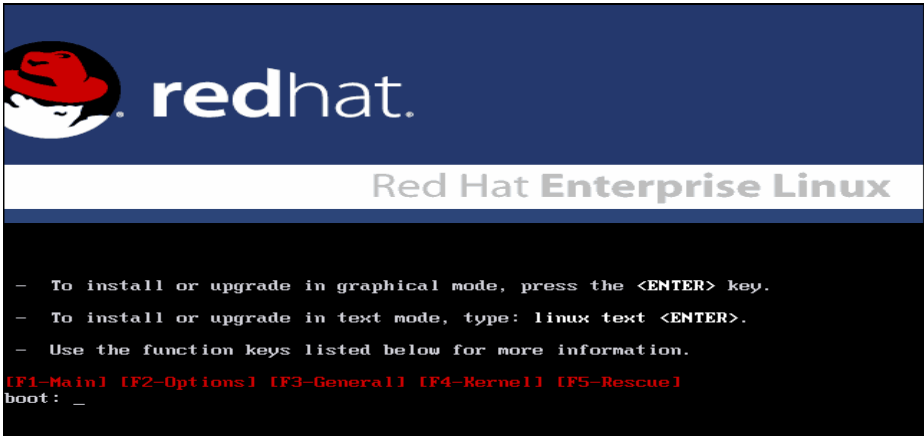 redhat.
Red Hat Enterprise Linux
- To install or upgrade in graphical mode, press the <ENTER> key.
- To install or upgrade in text mode, type: linux text <ENTER>.
- Use the function keys listed below for more information.
[F1-Main] [F2-Options] [F3-General] [F4-Kernel] [F5-Rescue]
boot: _